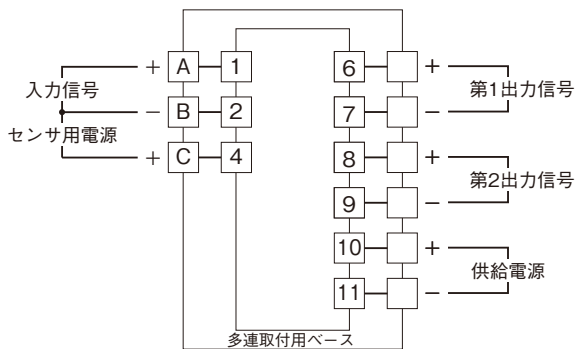 + A 1 6 +
入力信号 第1出力信号
− B 2 7 −
センサ用電源
+ C 4 8 +
第2出力信号
9 −
10 +
供給電源
11 −
多連取付用ベース